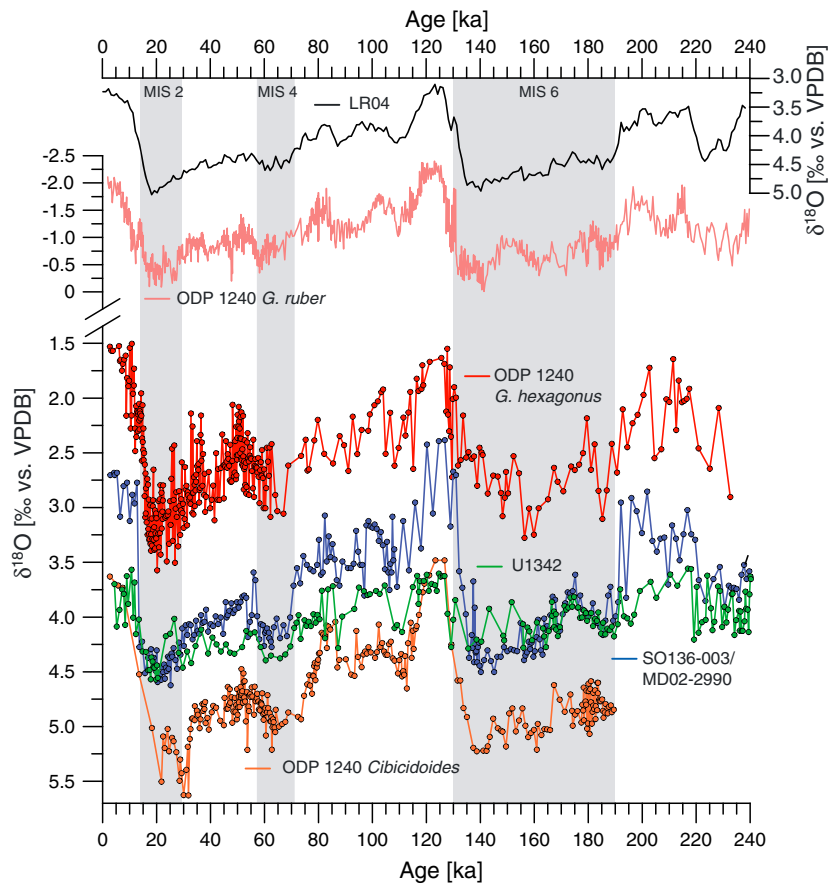 Age [ka]
0 20 40 60 80 100 120 140 160 180 200 220 240
MIS 2
MIS 4
MIS 6
LR04
3.0
3.5
4.0
4.5
5.0
δ18O [‰ vs. VPDB]
-2.5
-2.0
-1.5
-1.0
-0.5
0
ODP 1240 G. ruber
1.5
2.0
2.5
3.0
3.5
4.0
4.5
5.0
5.5
δ18O [‰ vs. VPDB]
ODP 1240
G. hexagonus
U1342
SO136-003/
MD02-2990
ODP 1240 Cibicidoides
0 20 40 60 80 100 120 140 160 180 200 220 240
Age [ka]